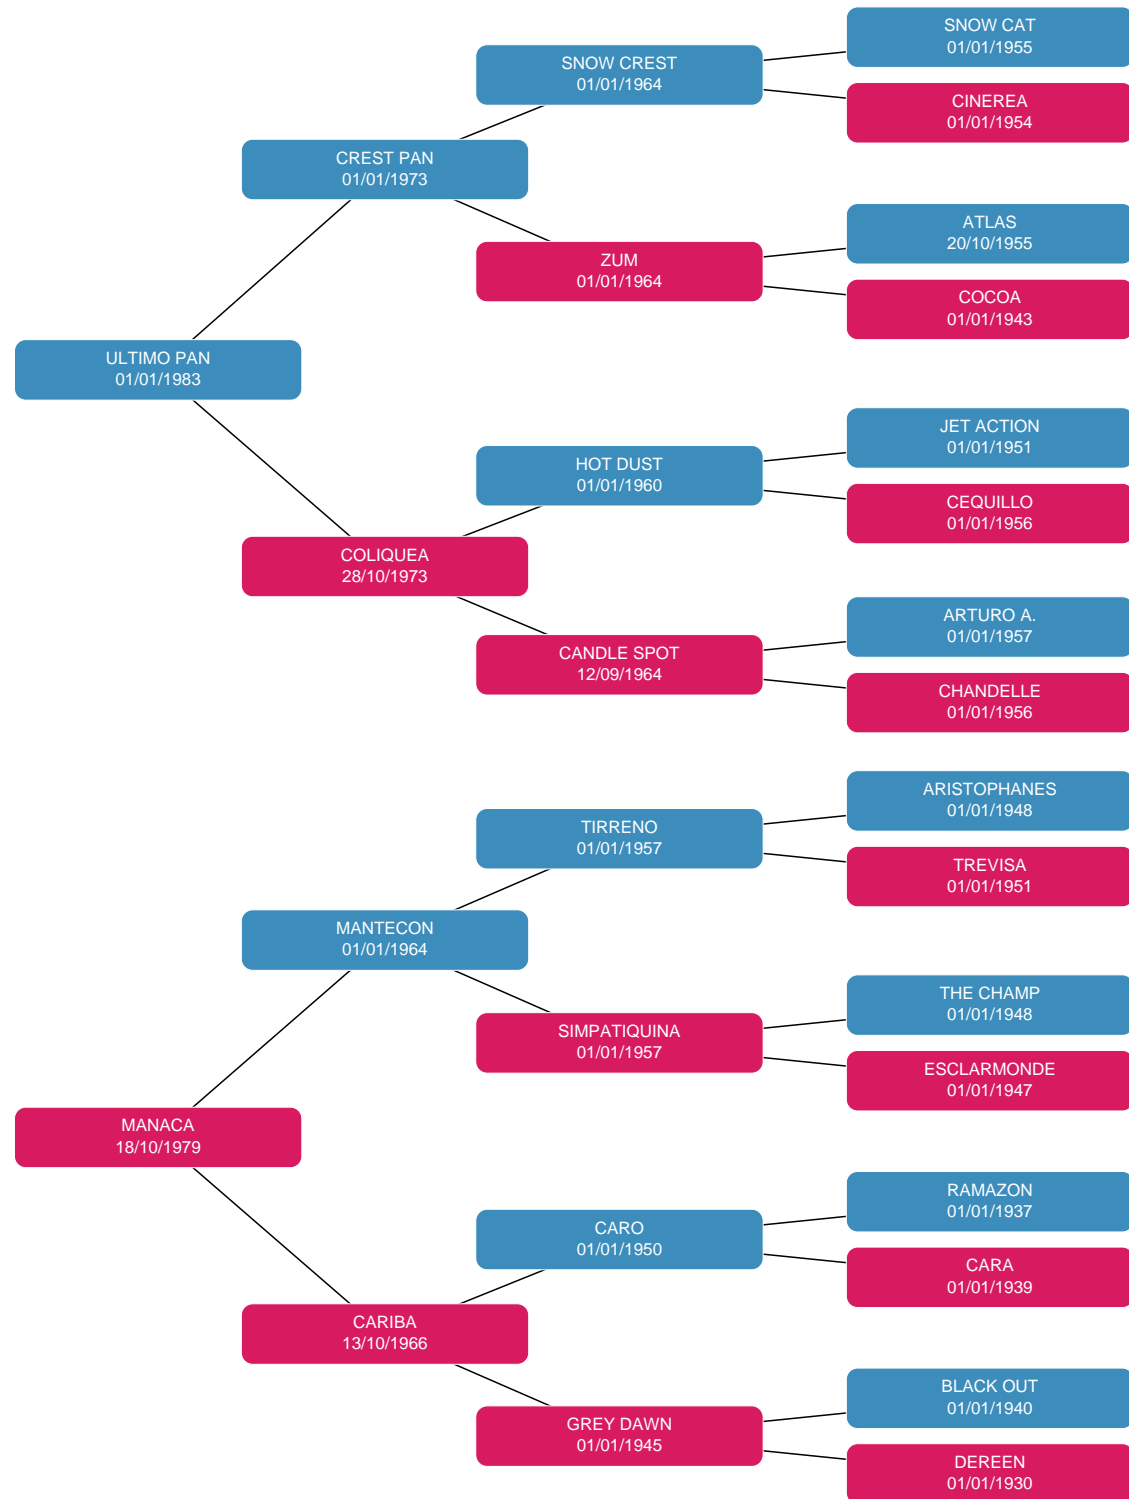 SNOW CAT
01/01/1955
SNOW CREST
01/01/1964
CINEREA
01/01/1954
CREST PAN
01/01/1973
ATLAS
20/10/1955
ZUM
01/01/1964
COCOA
01/01/1943
ULTIMO PAN
01/01/1983
JET ACTION
01/01/1951
HOT DUST
01/01/1960
CEQUILLO
01/01/1956
COLIQUEA
28/10/1973
ARTURO A.
01/01/1957
CANDLE SPOT
12/09/1964
CHANDELLE
01/01/1956
ARISTOPHANES
01/01/1948
TIRRENO
01/01/1957
TREVISA
01/01/1951
MANTECON
01/01/1964
THE CHAMP
01/01/1948
SIMPATIQUINA
01/01/1957
ESCLARMONDE
01/01/1947
MANACA
18/10/1979
RAMAZON
01/01/1937
CARO
01/01/1950
CARA
01/01/1939
CARIBA
13/10/1966
BLACK OUT
01/01/1940
GREY DAWN
01/01/1945
DEREEN
01/01/1930